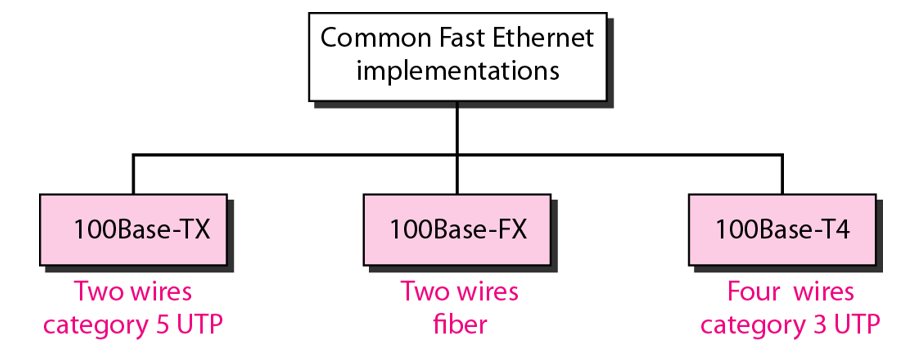 Common Fast Ethernet
implementations
100Base-TX
100Base-FX
100Base-T4
Two wires
category 5 UTP
Two wires
fiber
Four wires
category 3 UTP